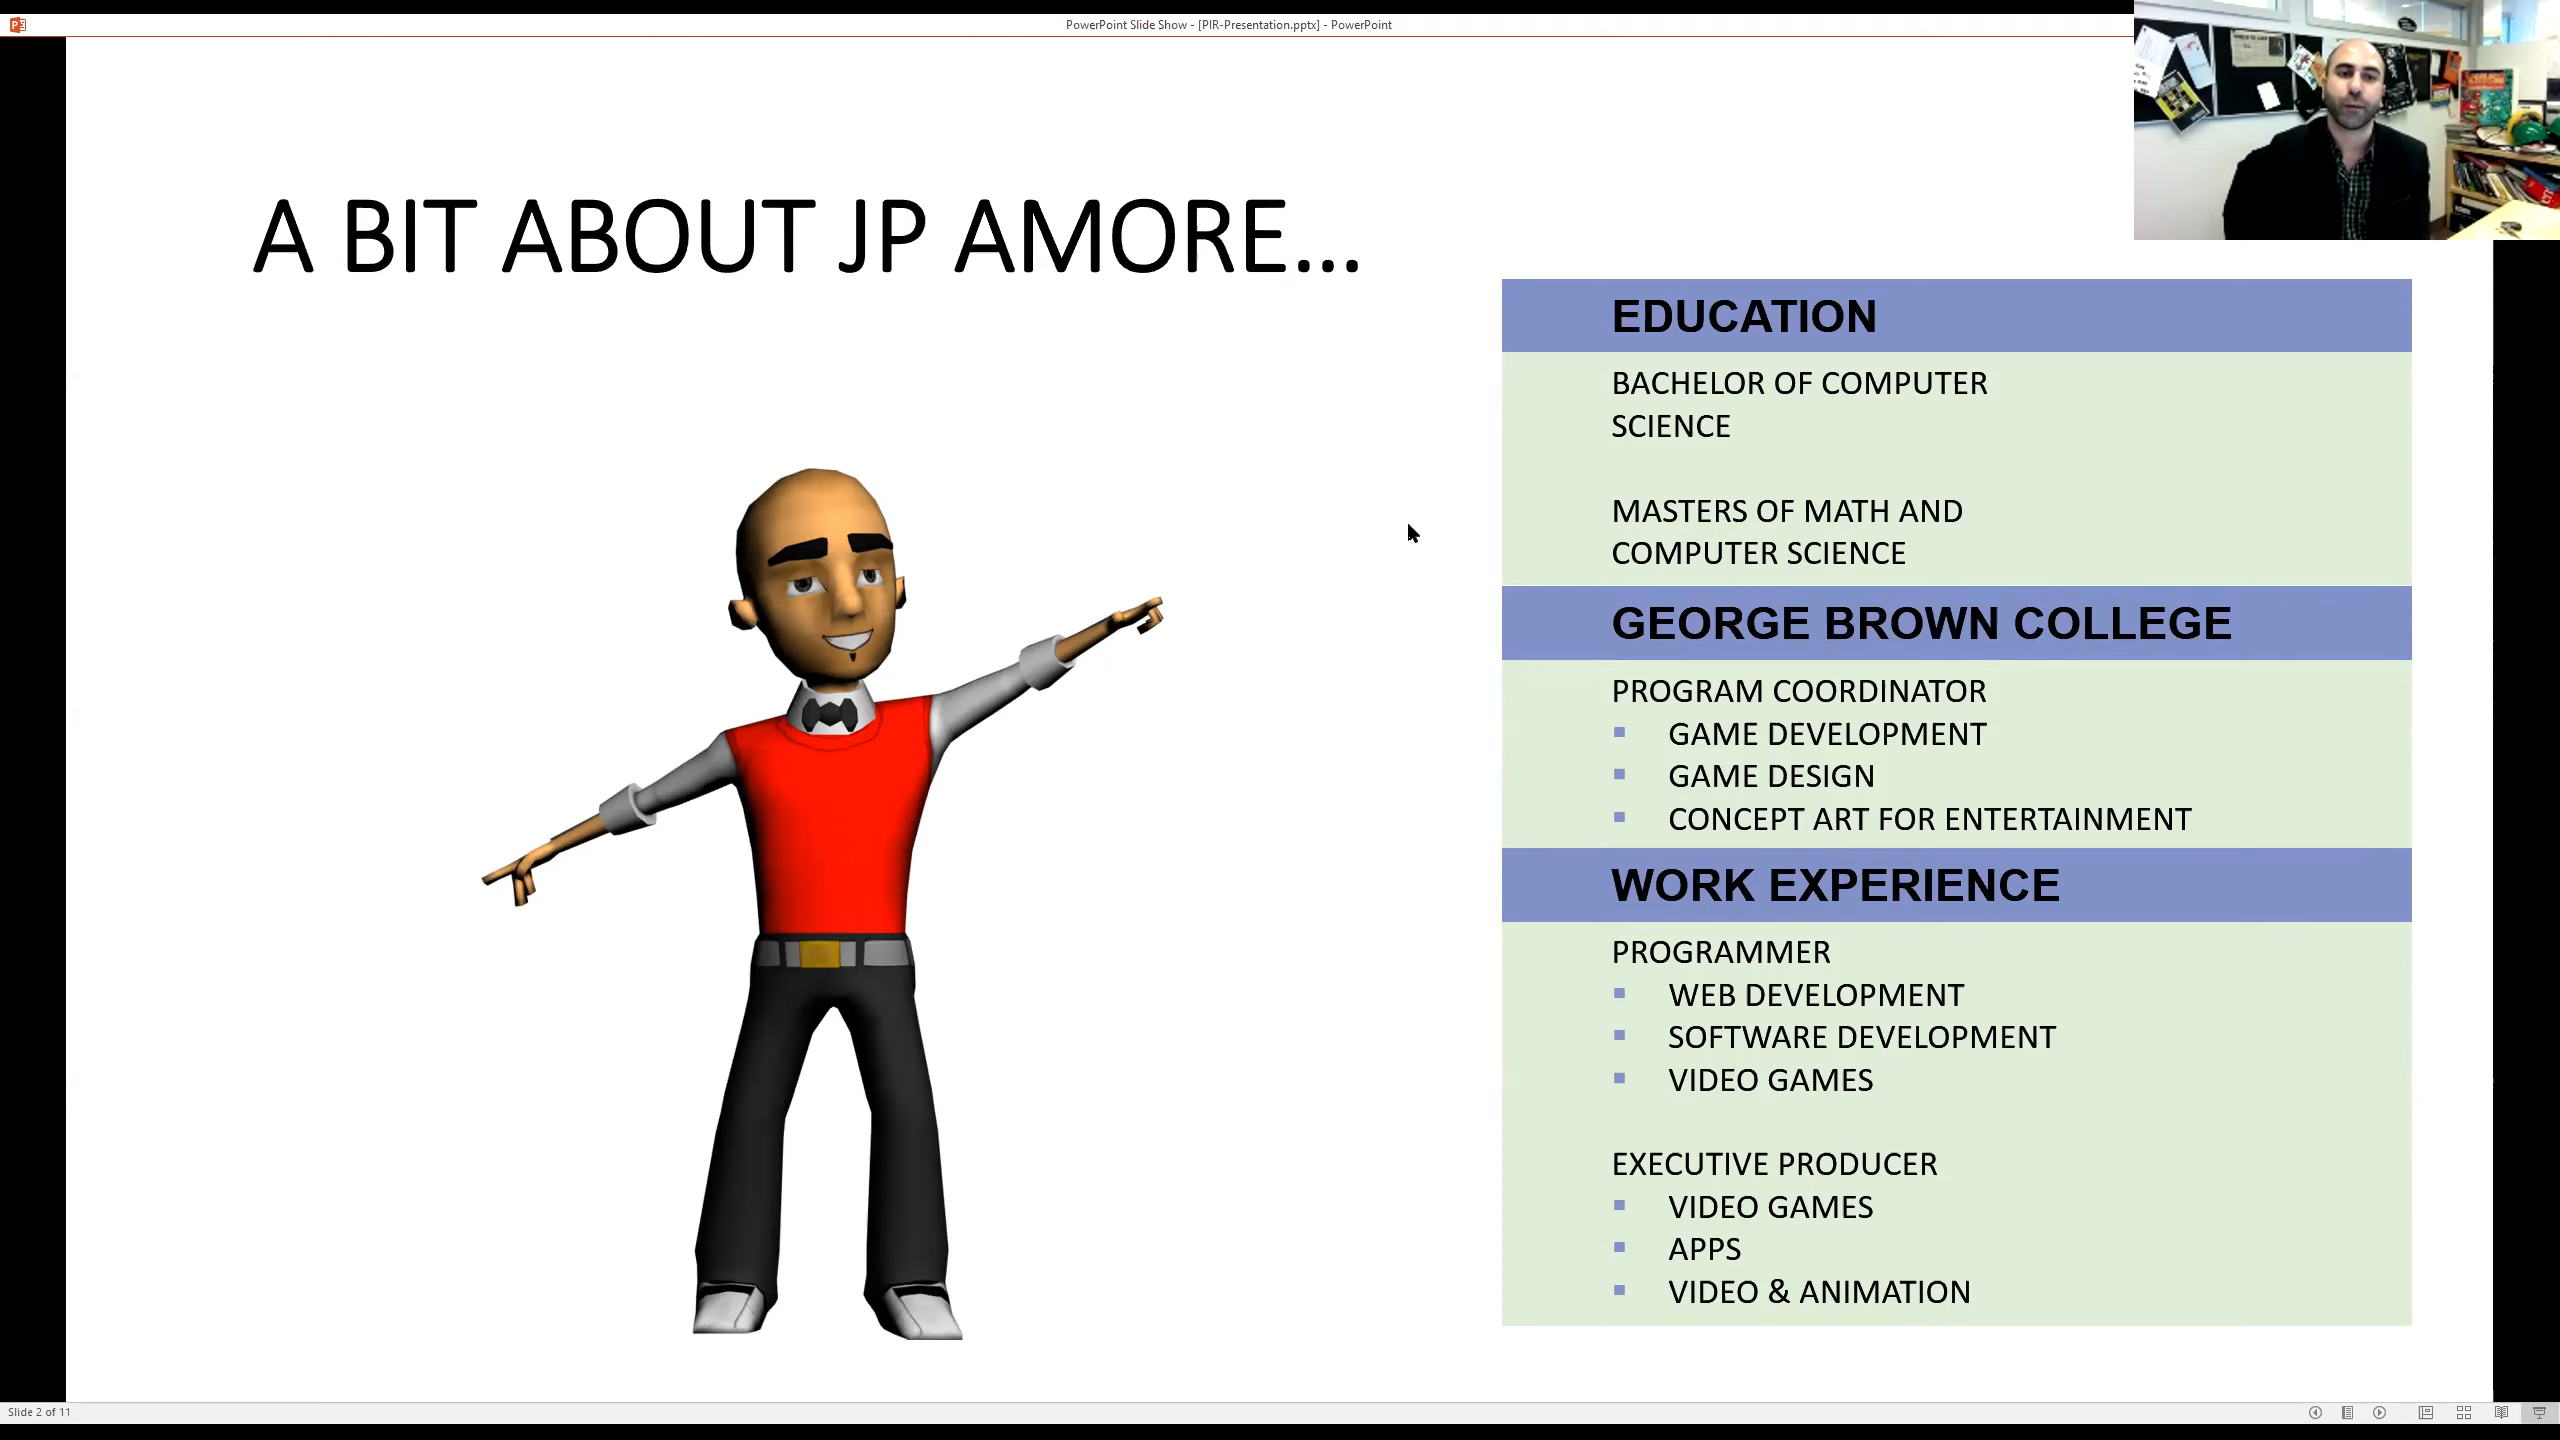 PowerPoint Slide Show - [PIR-Presentation.pptx] - PowerPoint
A BIT ABOUT JP AMORE...
EDUCATION
BACHELOR OF COMPUTER
SCIENCE
MASTERS OF MATH AND
COMPUTER SCIENCE
GEORGE BROWN COLLEGE
PROGRAM COORDINATOR
▪ GAME DEVELOPMENT
▪ GAME DESIGN
▪ CONCEPT ART FOR ENTERTAINMENT
WORK EXPERIENCE
PROGRAMMER
▪ WEB DEVELOPMENT
▪ SOFTWARE DEVELOPMENT
▪ VIDEO GAMES
EXECUTIVE PRODUCER
▪ VIDEO GAMES
▪ APPS
▪ VIDEO & ANIMATION
Slide 2 of 11